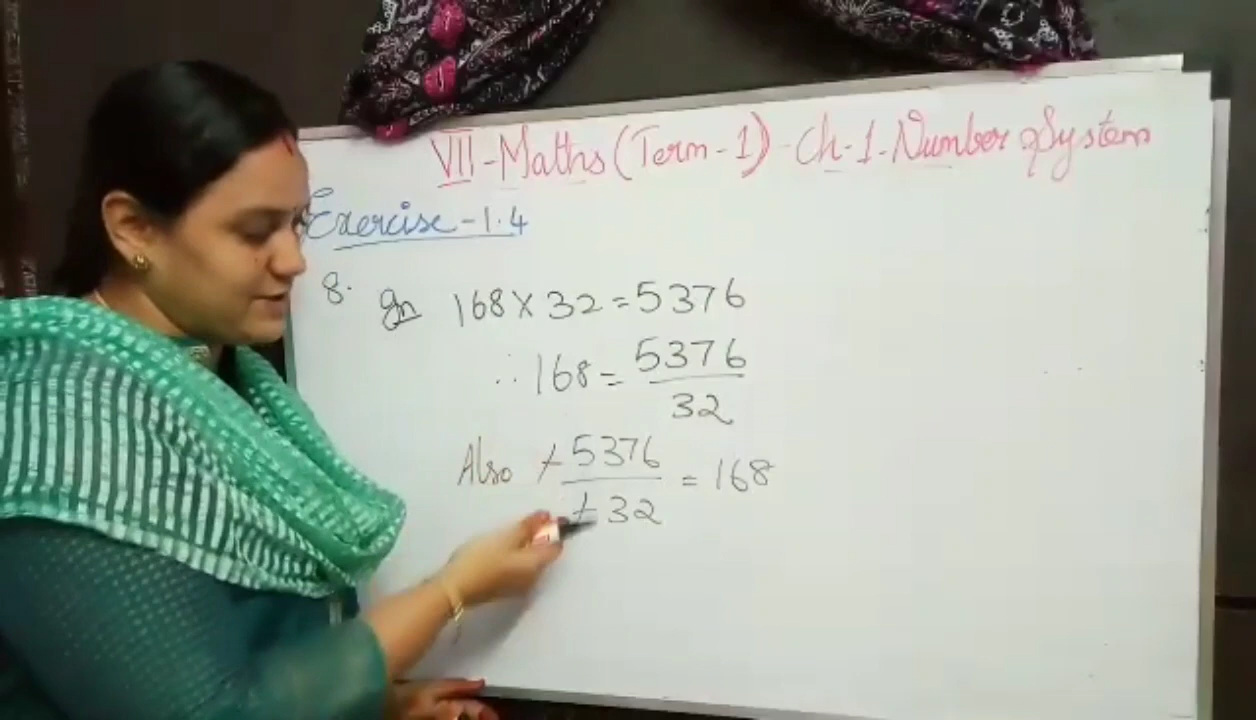 VII-Maths (Term-1)-Ch-1-Number System
Exercise-1.4
8. In 168 X 32 = 5376
∴ 168 = 5376/32
Also -5376/-32 = 168